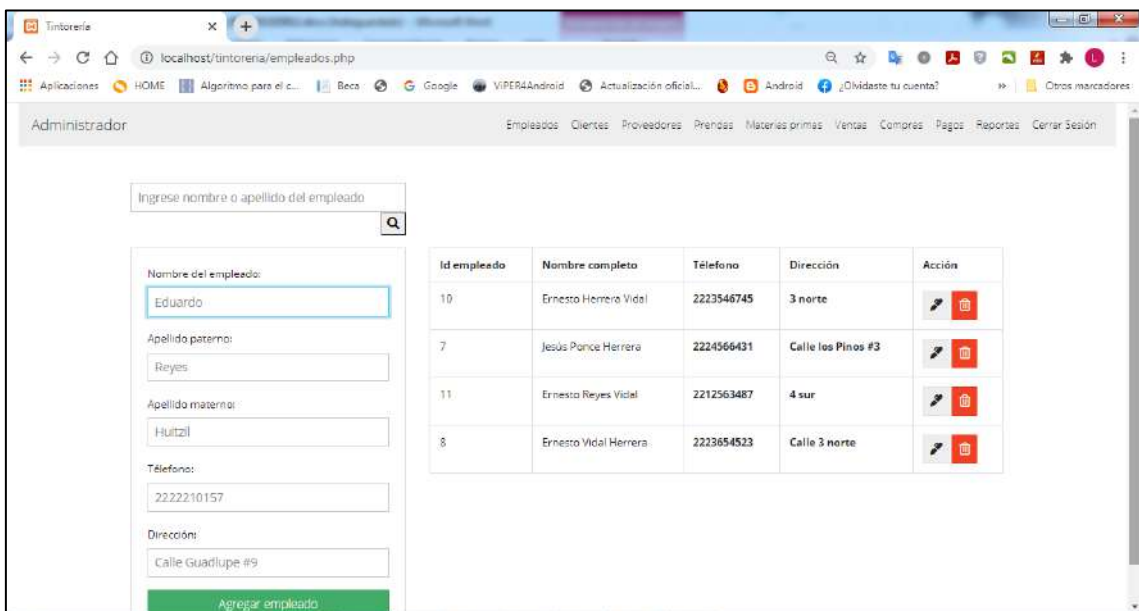 Tintorería
localhost/tintoreria/empleados.php
Aplicaciones HOME Algoritmo para el c... Beca Google ViPER4Android Actualización oficial... Android ¿Olvidaste tu cuenta? » Otros marcadores
Administrador Empleados Clientes Proveedores Prendas Materias primas Ventas Compras Pagos Reportes Cerrar Sesión
Ingrese nombre o apellido del empleado
Nombre del empleado:
Eduardo
Apellido paterno:
Reyes
Apellido materno:
Huitzil
Télefono:
2222210157
Dirección:
Calle Guadlupe #9
Agregar empleado
Id empleado Nombre completo Télefono Dirección Acción
10 Ernesto Herrera Vidal 2223546745 3 norte
7 Jesús Ponce Herrera 2224566431 Calle los Pinos #3
11 Ernesto Reyes Vidal 2212563487 4 sur
8 Ernesto Vidal Herrera 2223654523 Calle 3 norte